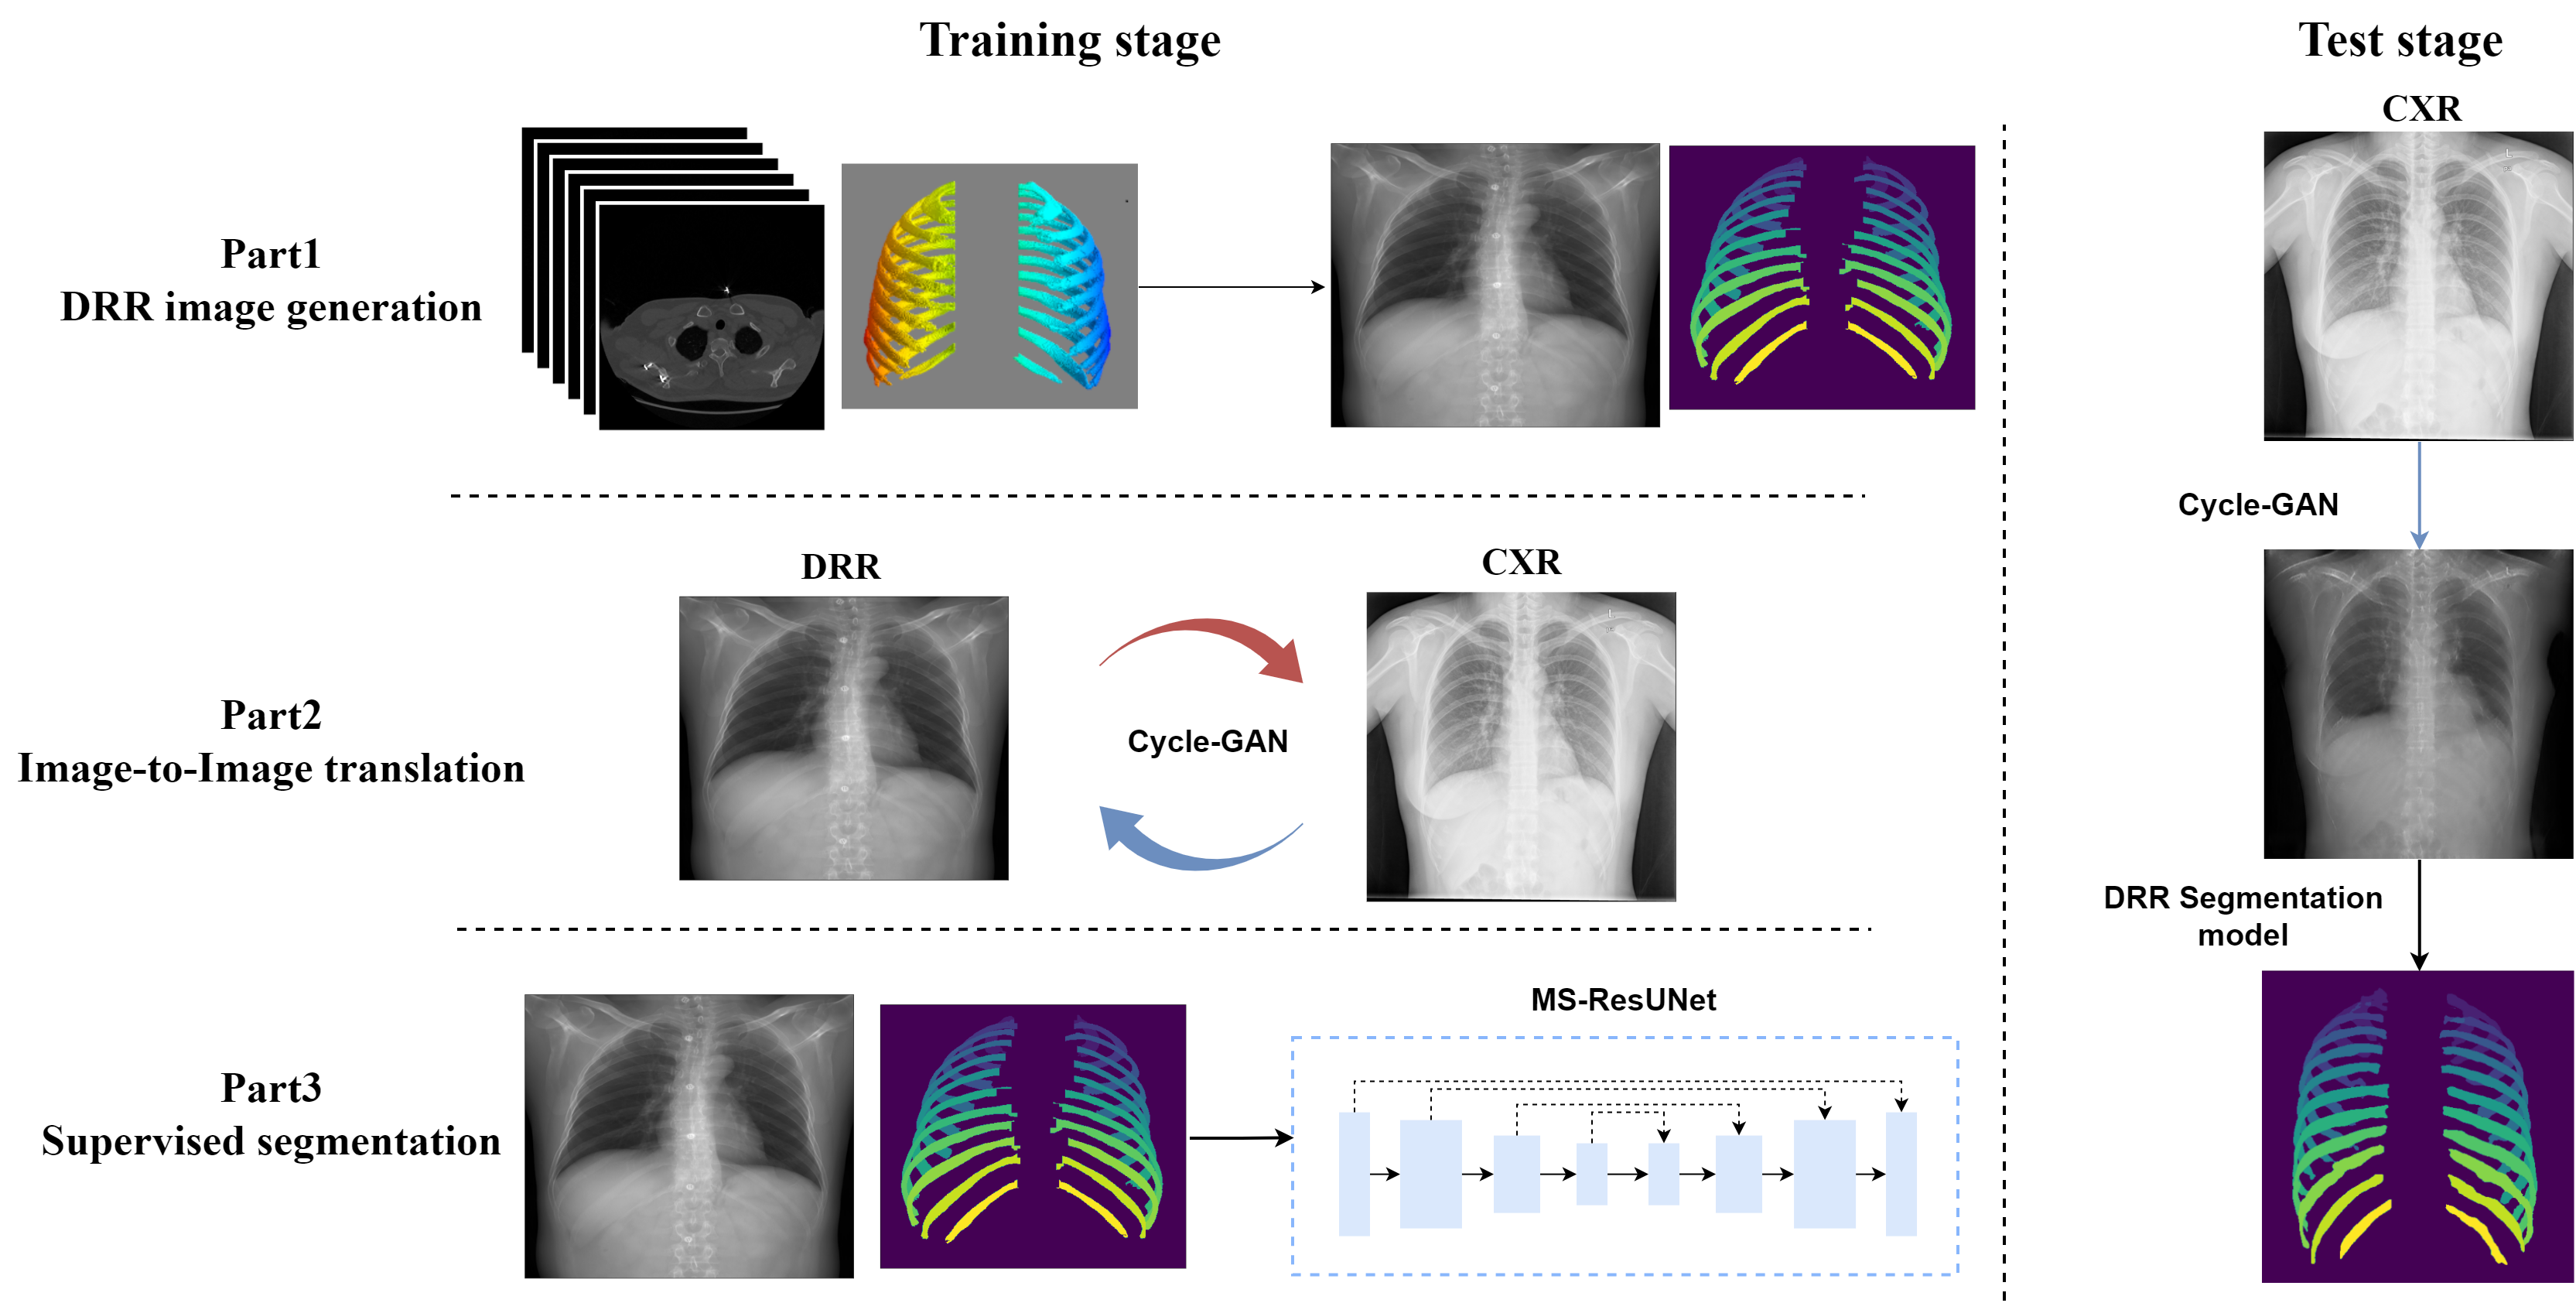 Training stage
Test stage
CXR
Part1
DRR image generation
Cycle-GAN
DRR
CXR
Part2
Image-to-Image translation
Cycle-GAN
DRR Segmentation
model
Part3
Supervised segmentation
MS-ResUNet